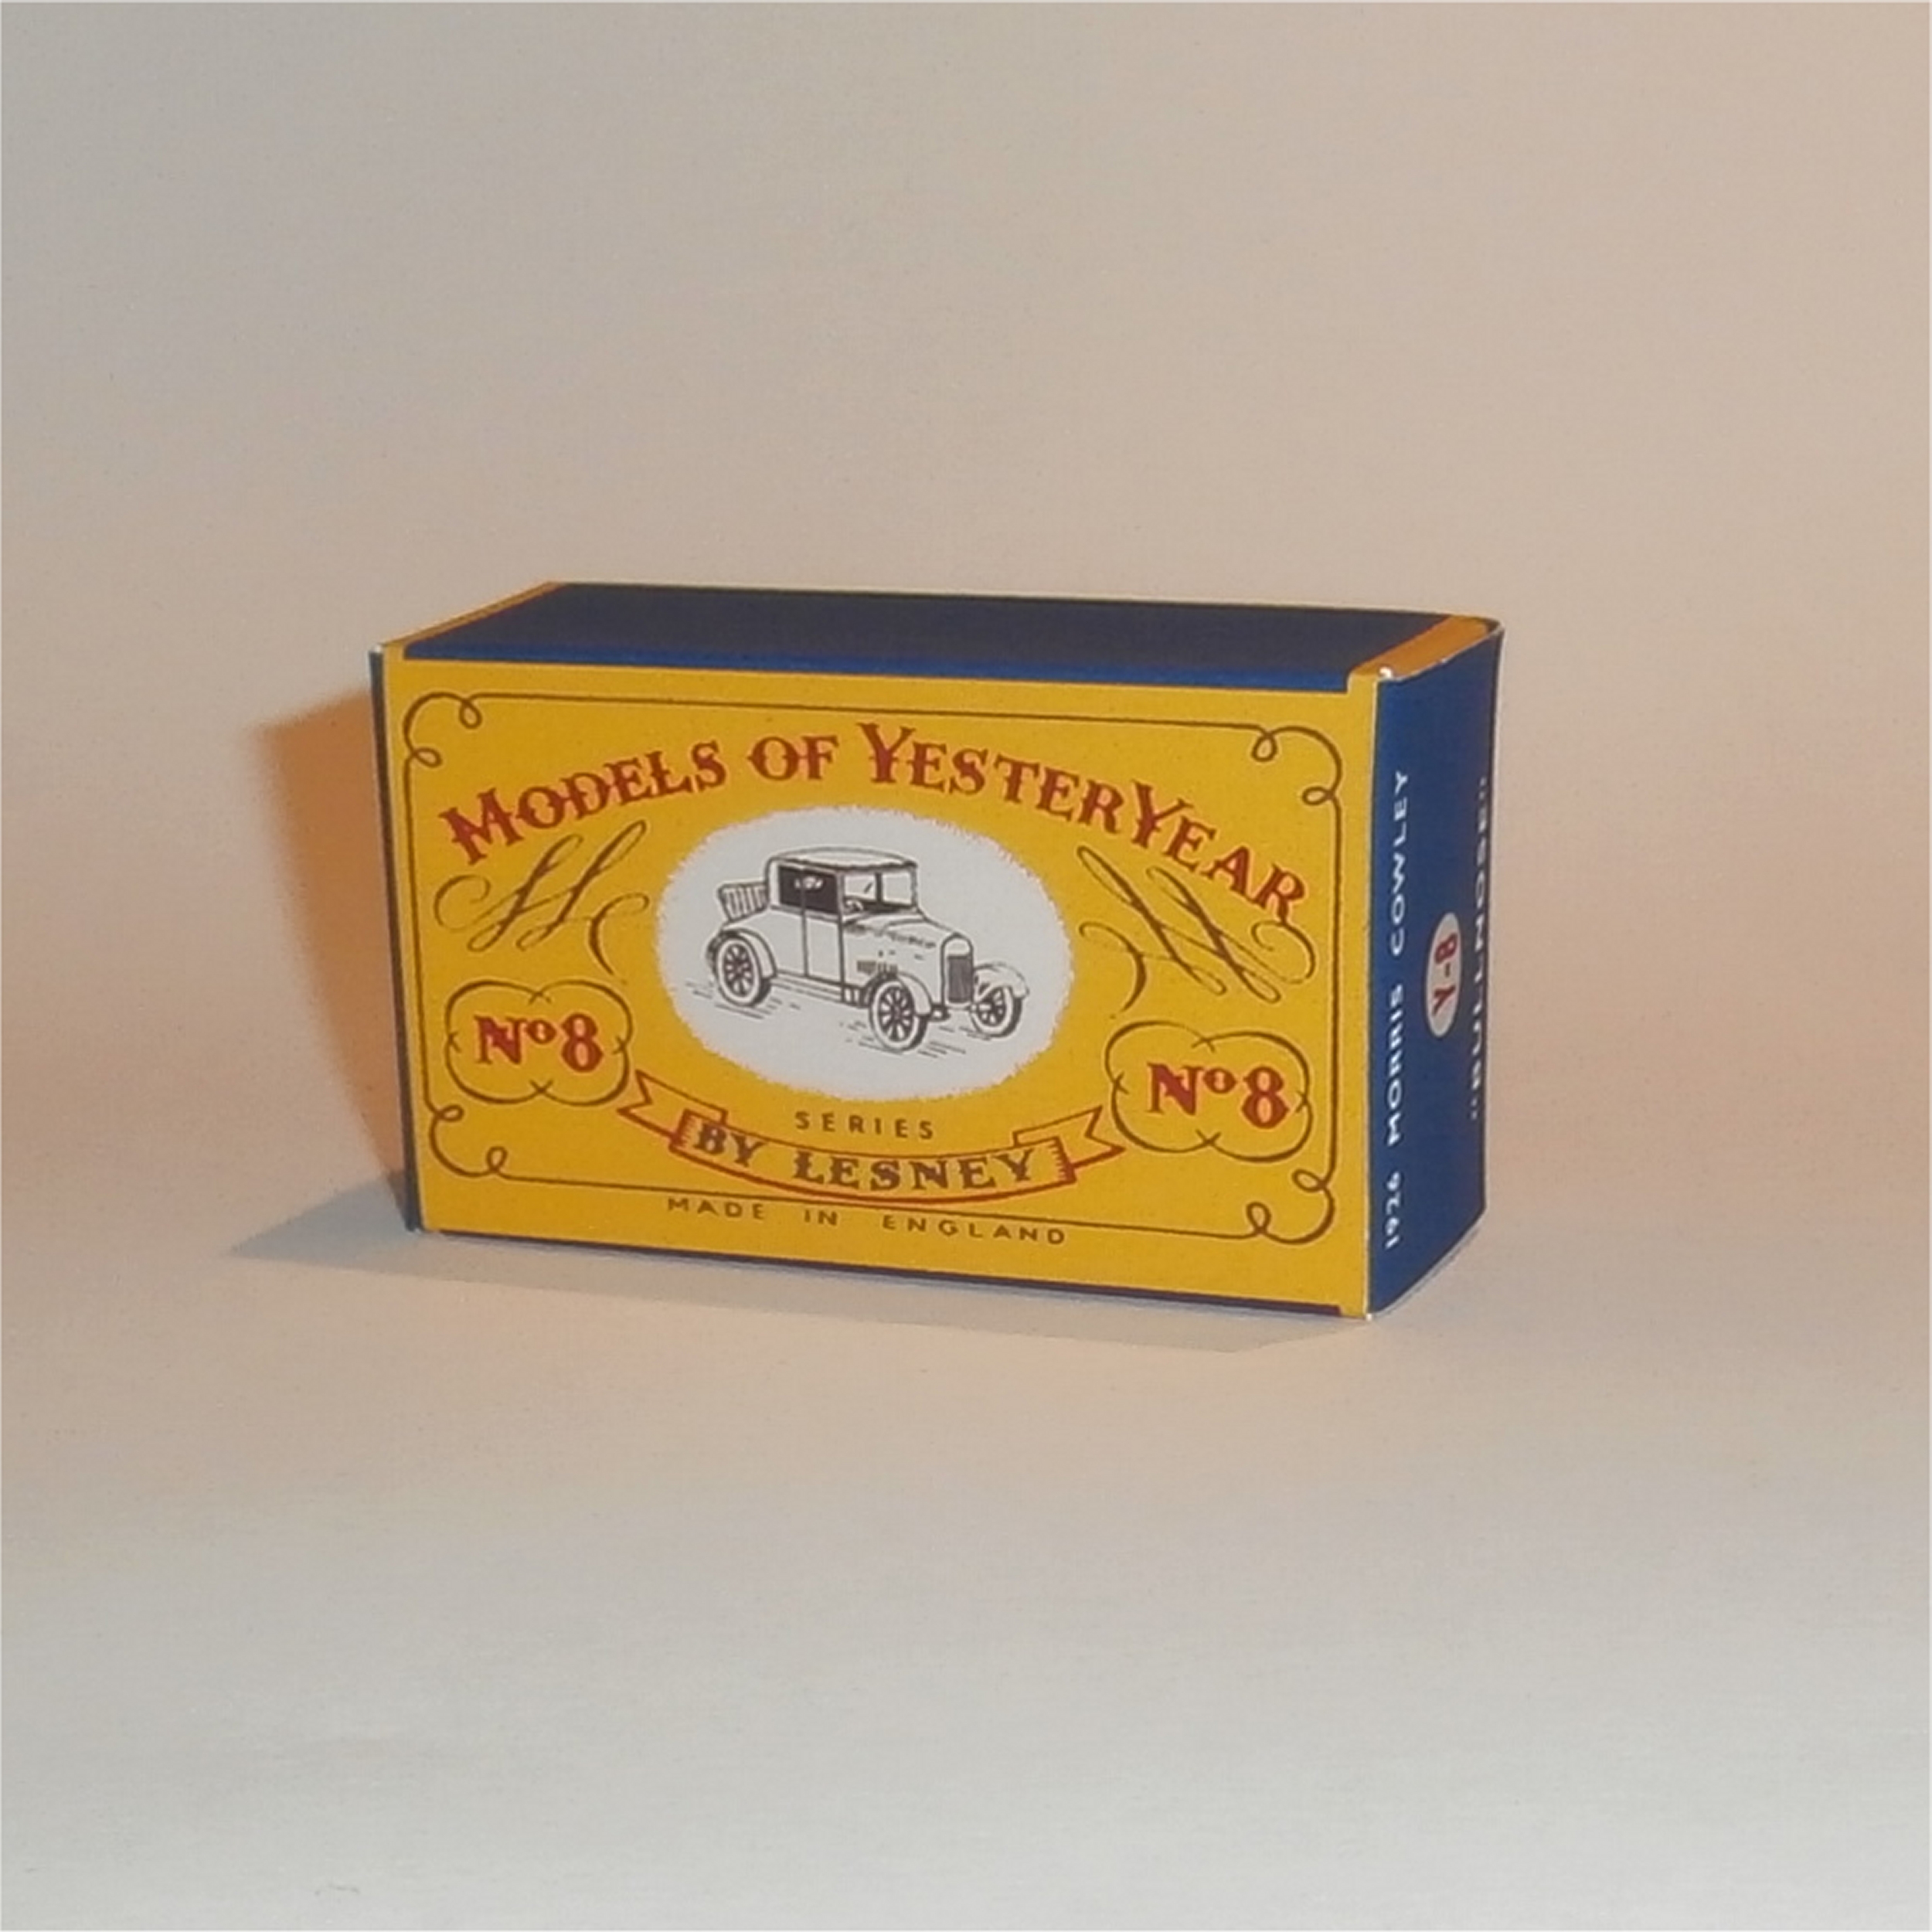 MODELS OF YESTERYEAR
Nº8
Nº8
SERIES
BY LESNEY
MADE IN ENGLAND
1926 MORRIS COWLEY
Y-8
"BULLNOSE"